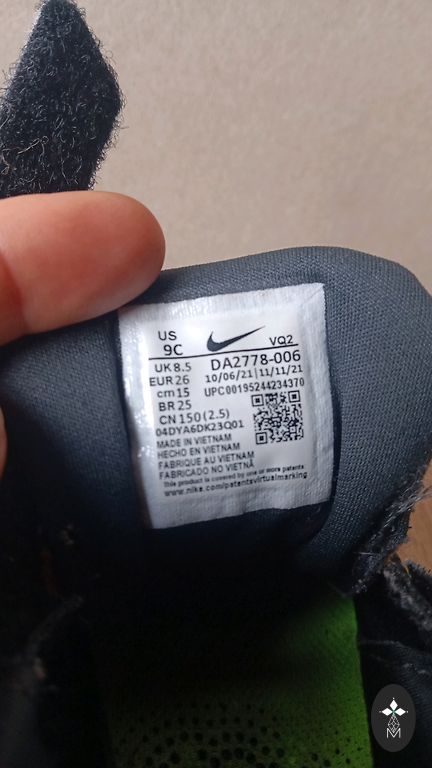 US
9C
VQ2
UK 8.5
DA2778-006
EUR 26
10/06/21 | 11/11/21
cm 15
UPC00195244234370
BR 25
CN 150 (2.5)
04DYA6DK23Q01
MADE IN VIETNAM
HECHO EN VIETNAM
FABRIQUE AU VIETNAM
FABRICADO NO VIETNÃ
this product is covered by one or more patents
www.nike.com/patentsvirtualmarking
M